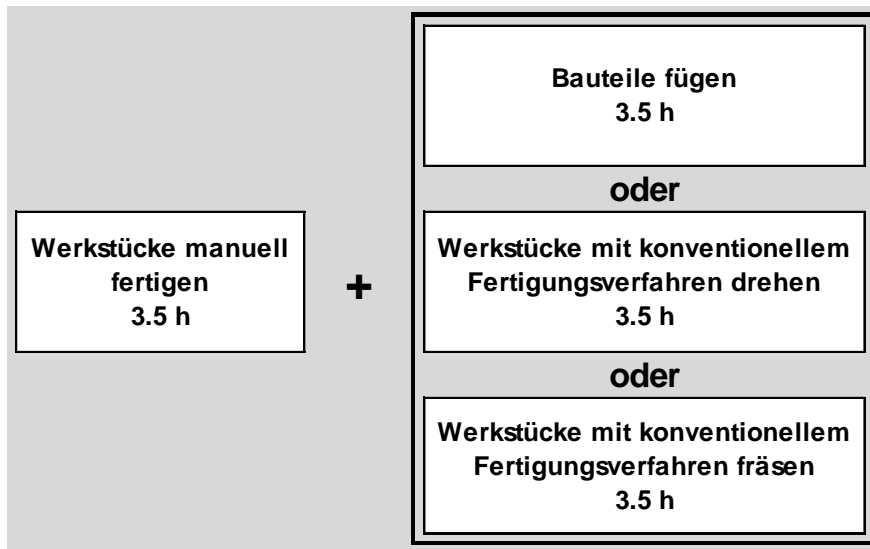 Werkstücke manuell
fertigen
3.5 h
+
Bauteile fügen
3.5 h
oder
Werkstücke mit konventionellem
Fertigungsverfahren drehen
3.5 h
oder
Werkstücke mit konventionellem
Fertigungsverfahren fräsen
3.5 h